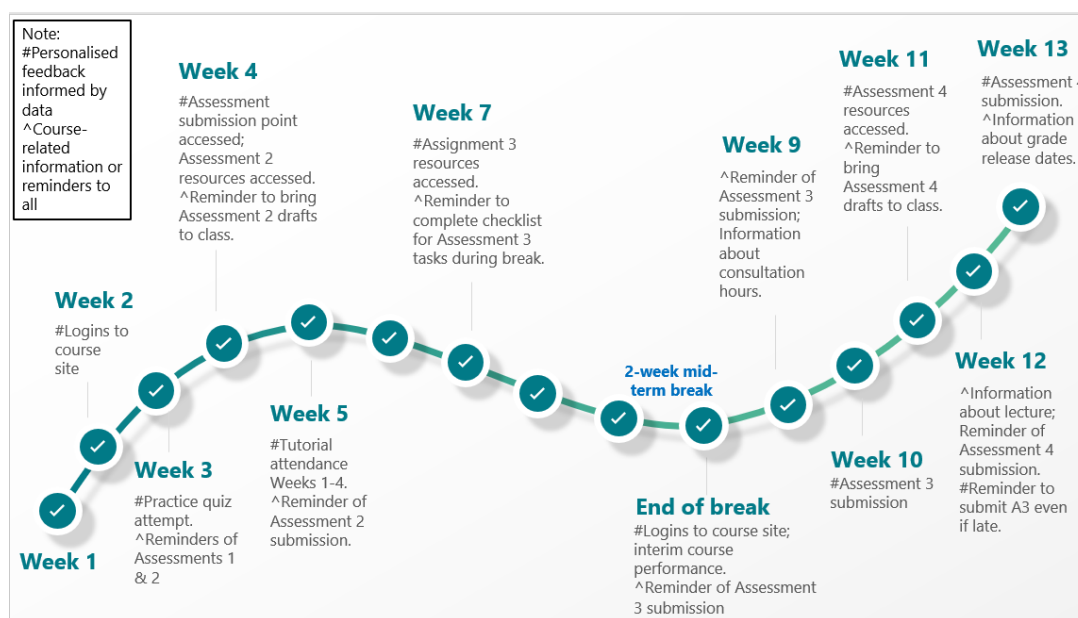 Note:
#Personalised
feedback
informed by
data
^Course-
related
information or
reminders to
all
Week 1
Week 2
#Logins to
course
site
Week 3
#Practice quiz
attempt.
^Reminders of
Assessments 1
& 2
Week 4
#Assessment
submission point
accessed;
Assessment 2
resources accessed.
^Reminder to bring
Assessment 2 drafts
to class.
Week 5
#Tutorial
attendance
Weeks 1-4.
^Reminder of
Assessment 2
submission.
Week 7
#Assignment 3
resources
accessed.
^Reminder to
complete checklist
for Assessment 3
tasks during break.
2-week mid-
term break
End of break
#Logins to course site;
interim course
performance.
^Reminder of Assessment
3 submission
Week 9
^Reminder of
Assessment 3
submission;
Information
about
consultation
hours.
Week 10
#Assessment 3
submission
Week 11
#Assessment 4
resources
accessed.
^Reminder to
bring
Assessment 4
drafts to class.
Week 12
^Information
about lecture;
Reminder of
Assessment 4
submission.
#Reminder to
submit A3 even
if late.
Week 13
#Assessment
submission.
^Information
about grade
release dates.